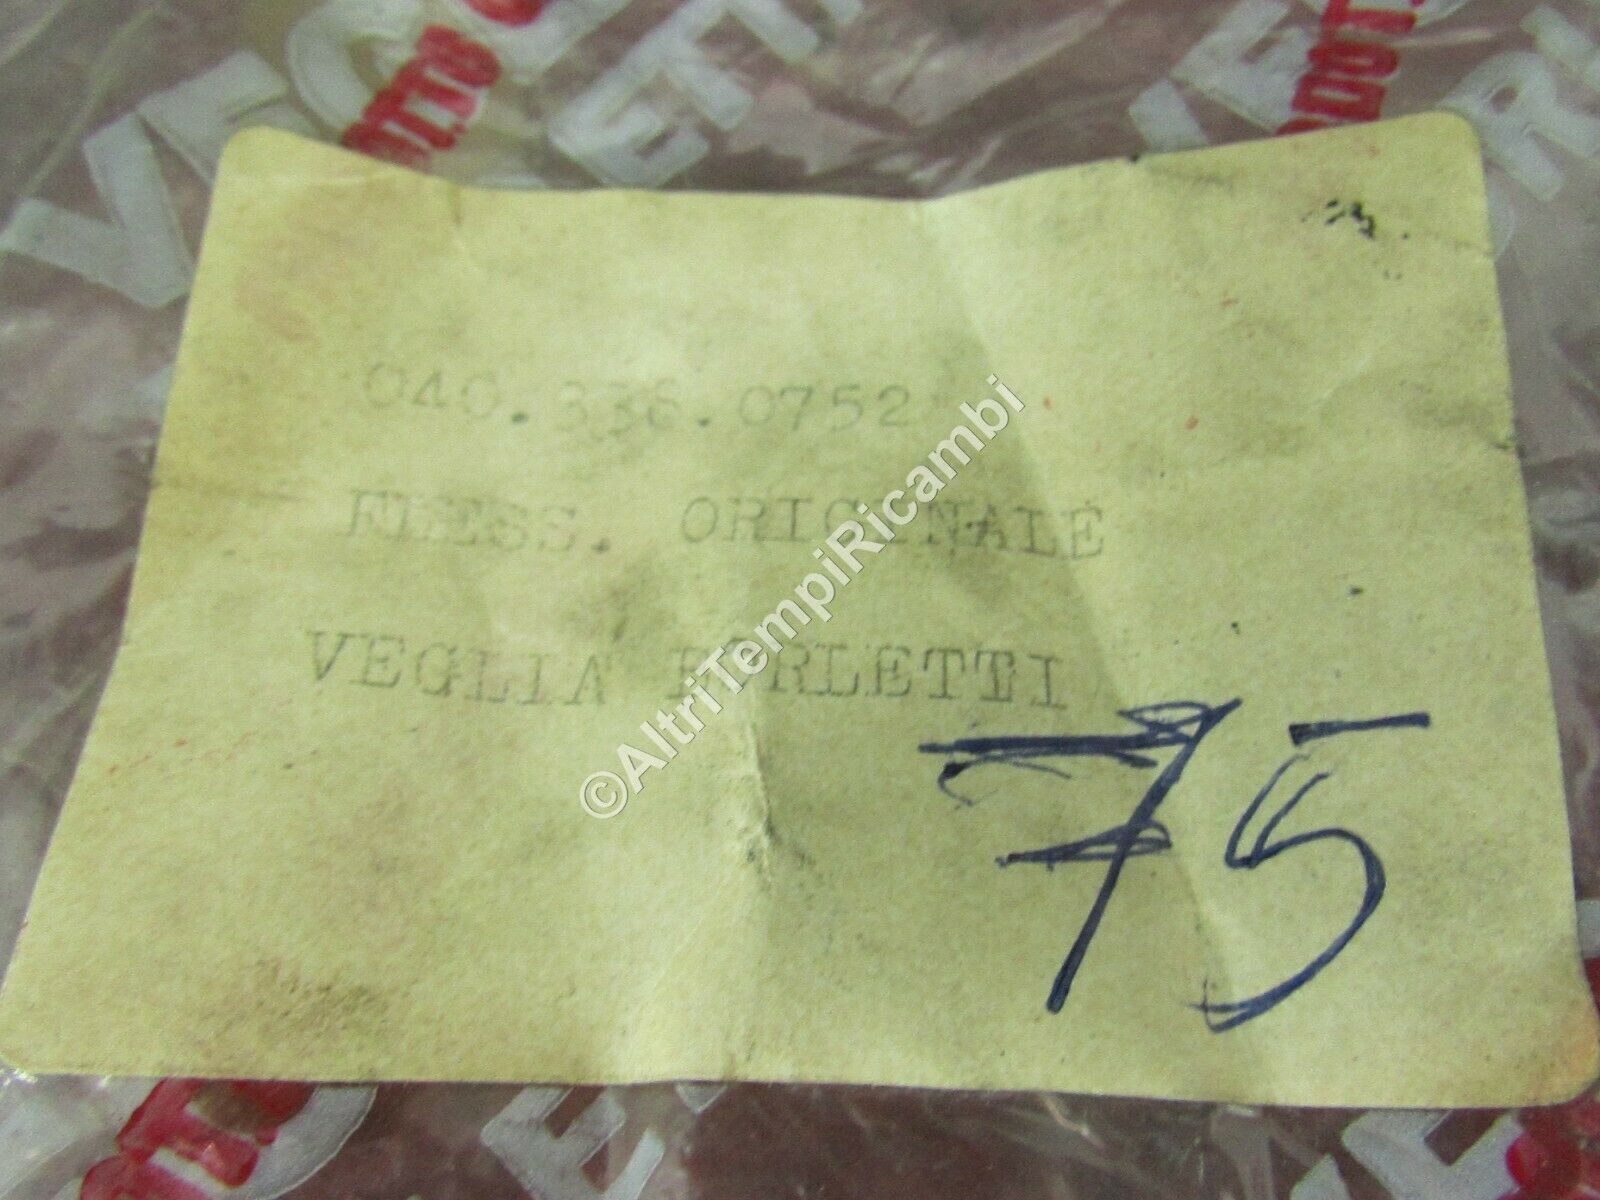 040.336.0752
FLESS. ORIGINALE
VEGLIA BORLETTI
75
©AltriTempiRicambi